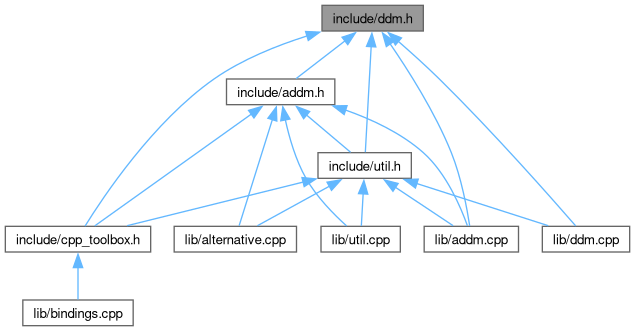 include/ddm.h
include/addm.h
include/util.h
include/cpp_toolbox.h
lib/alternative.cpp
lib/util.cpp
lib/addm.cpp
lib/ddm.cpp
lib/bindings.cpp